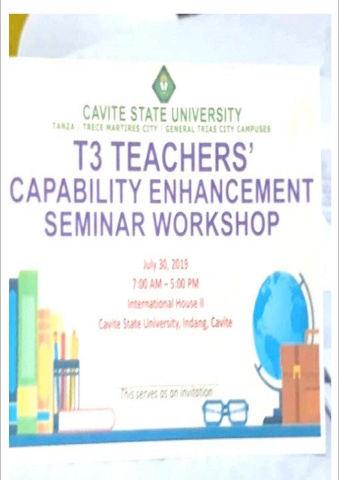 CAVITE STATE UNIVERSITY
TANZA | TRECE MARTIRES CITY | GENERAL TRIAS CITY CAMPUSES
T3 TEACHERS'
CAPABILITY ENHANCEMENT
SEMINAR WORKSHOP
July 30, 2019
7:00 AM – 5:00 PM
International House II
Cavite State University, Indang, Cavite
This serves as an invitation